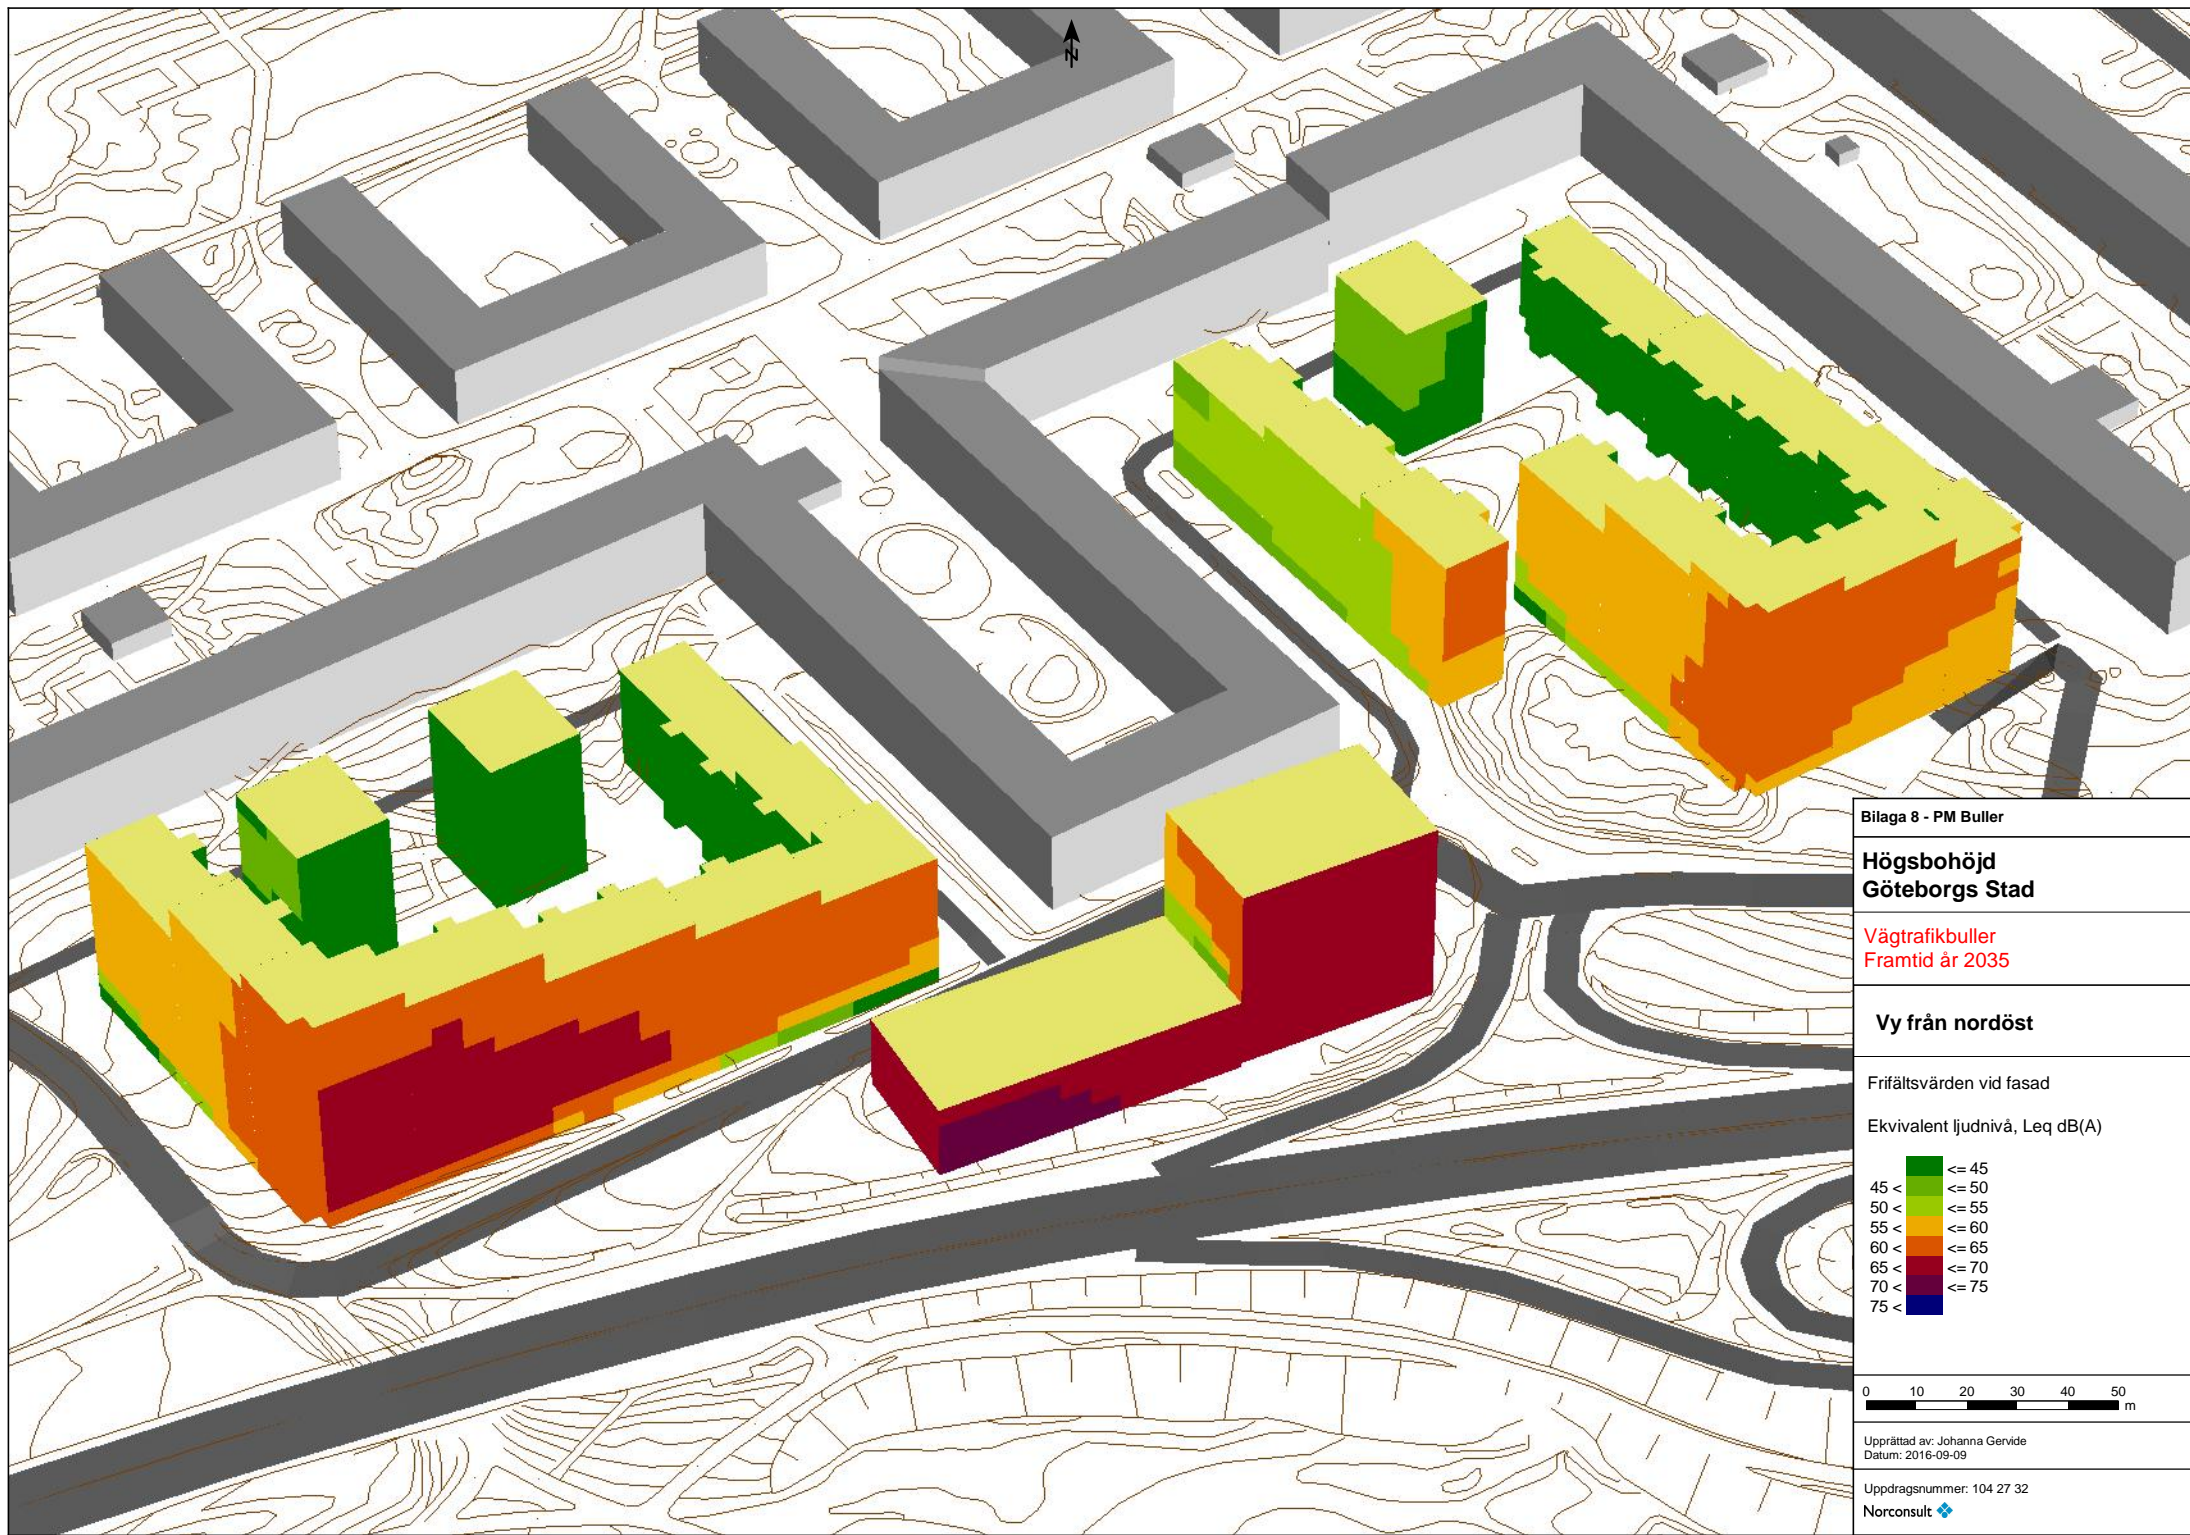 N
Bilaga 8 - PM Buller
Högsbohöjd
Göteborgs Stad
Vägtrafikbuller
Framtid år 2035
Vy från nordöst
Frifältsvärden vid fasad
Ekvivalent ljudnivå, Leq dB(A)
<= 45
45 < <= 50
50 < <= 55
55 < <= 60
60 < <= 65
65 < <= 70
70 < <= 75
75 <
0 10 20 30 40 50
m
Upprättad av: Johanna Gervide
Datum: 2016-09-09
Uppdragsnummer: 104 27 32
Norconsult